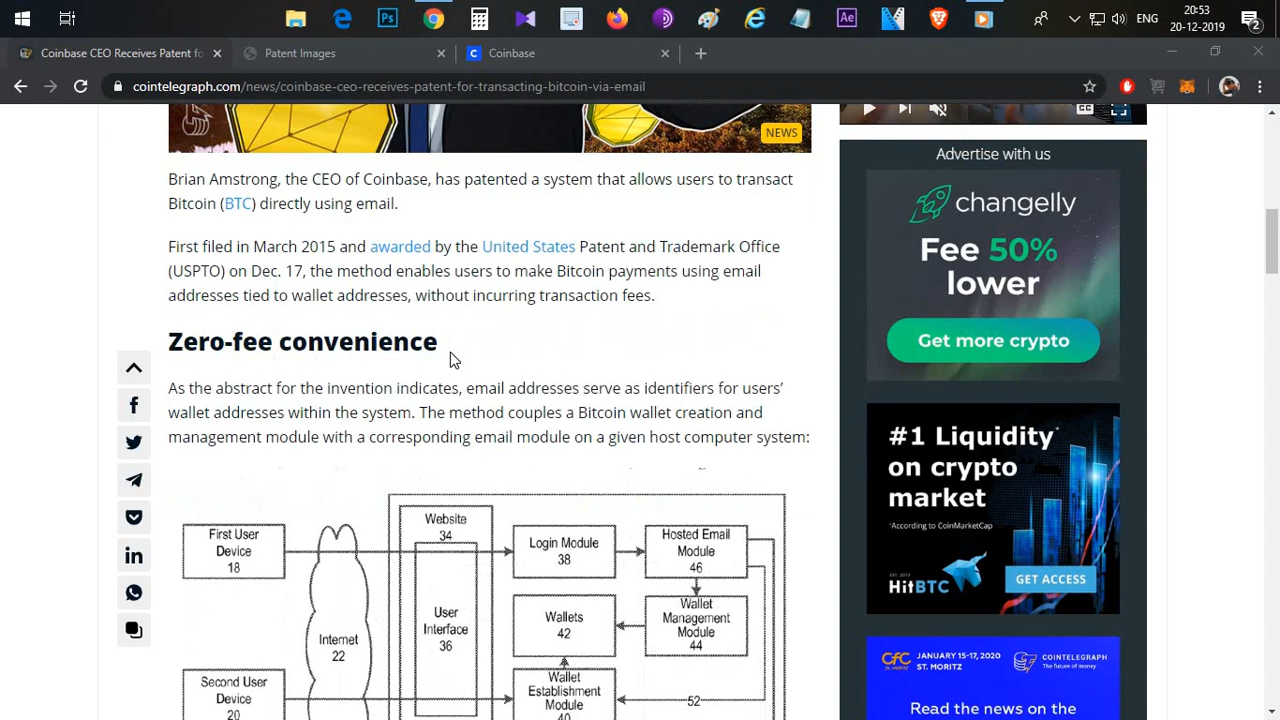 20:53
ENG
20-12-2019
2
Coinbase CEO Receives Patent fo
Patent Images
Coinbase
cointelegraph.com/news/coinbase-ceo-receives-patent-for-transacting-bitcoin-via-email
NEWS
CC
Brian Amstrong, the CEO of Coinbase, has patented a system that allows users to transact
Bitcoin (BTC) directly using email.
First filed in March 2015 and awarded by the United States Patent and Trademark Office
(USPTO) on Dec. 17, the method enables users to make Bitcoin payments using email
addresses tied to wallet addresses, without incurring transaction fees.
Zero-fee convenience
As the abstract for the invention indicates, email addresses serve as identifiers for users’
wallet addresses within the system. The method couples a Bitcoin wallet creation and
management module with a corresponding email module on a given host computer system:
First User
Device
18
Internet
22
Second User
Device
20
Website
34
User
Interface
36
Login Module
38
Hosted Email
Module
46
Wallets
42
Wallet
Management
Module
44
Wallet
Establishment
Module
40
52
Advertise with us
changelly
Fee 50%
lower
Get more crypto
#1 Liquidity*
on crypto
market
*According to CoinMarketCap
HitBTC
GET ACCESS
CFC
ST. MORITZ
JANUARY 15-17, 2020
ST. MORITZ
COINTELEGRAPH
The future of money
Read the news on the